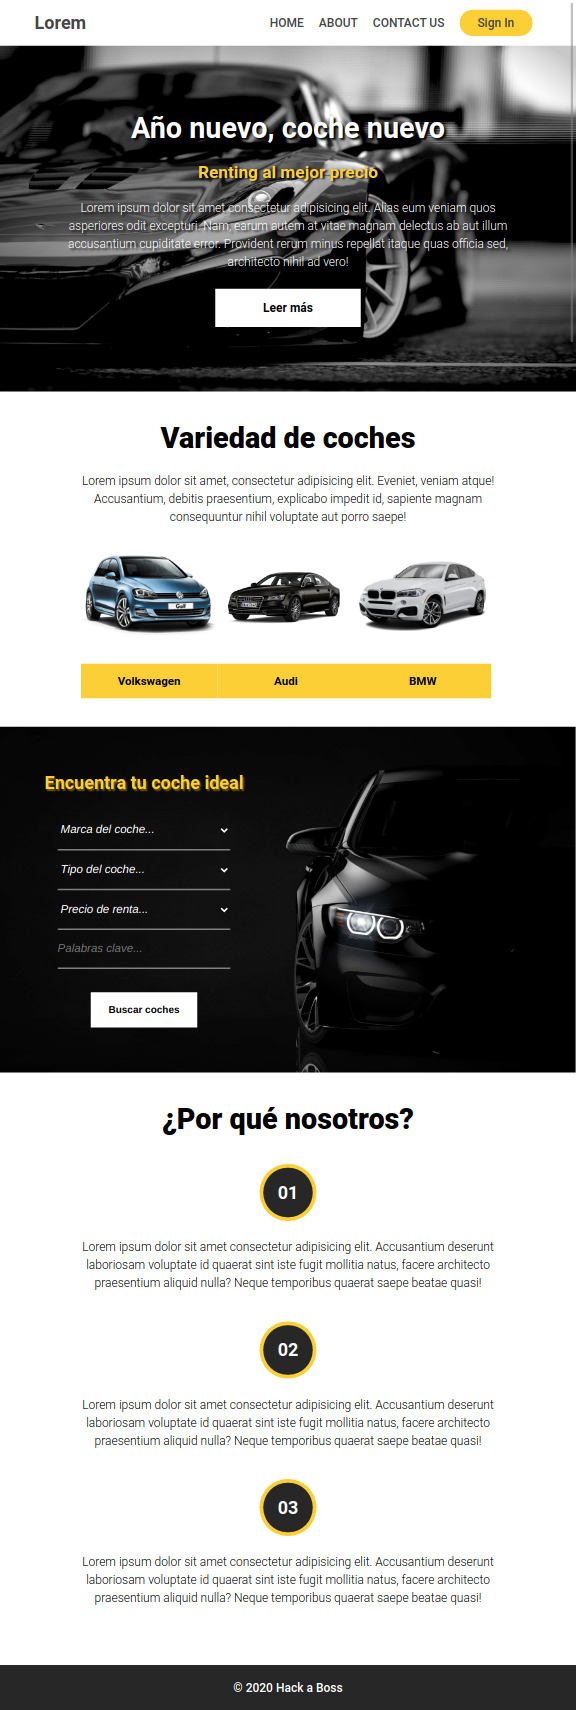 Lorem
HOME ABOUT CONTACT US Sign In
Año nuevo, coche nuevo
Renting al mejor precio
Lorem ipsum dolor sit amet consectetur adipisicing elit. Alias eum veniam quos
asperiores odit excepturi. Nam, earum autem at vitae magnam delectus ab aut illum
accusantium cupiditate error. Provident rerum minus repellat itaque quas officia sed,
architecto nihil ad vero!
Leer más
Variedad de coches
Lorem ipsum dolor sit amet, consectetur adipisicing elit. Eveniet, veniam atque!
Accusantium, debitis praesentium, explicabo impedit id, sapiente magnam
consequuntur nihil voluptate aut porro saepe!
Golf
Volkswagen Audi BMW
Encuentra tu coche ideal
Marca del coche...
Tipo del coche...
Precio de renta...
Palabras clave...
Buscar coches
¿Por qué nosotros?
01
Lorem ipsum dolor sit amet consectetur adipisicing elit. Accusantium deserunt
laboriosam voluptate id quaerat sint iste fugit mollitia natus, facere architecto
praesentium aliquid nulla? Neque temporibus quaerat saepe beatae quasi!
02
Lorem ipsum dolor sit amet consectetur adipisicing elit. Accusantium deserunt
laboriosam voluptate id quaerat sint iste fugit mollitia natus, facere architecto
praesentium aliquid nulla? Neque temporibus quaerat saepe beatae quasi!
03
Lorem ipsum dolor sit amet consectetur adipisicing elit. Accusantium deserunt
laboriosam voluptate id quaerat sint iste fugit mollitia natus, facere architecto
praesentium aliquid nulla? Neque temporibus quaerat saepe beatae quasi!
© 2020 Hack a Boss